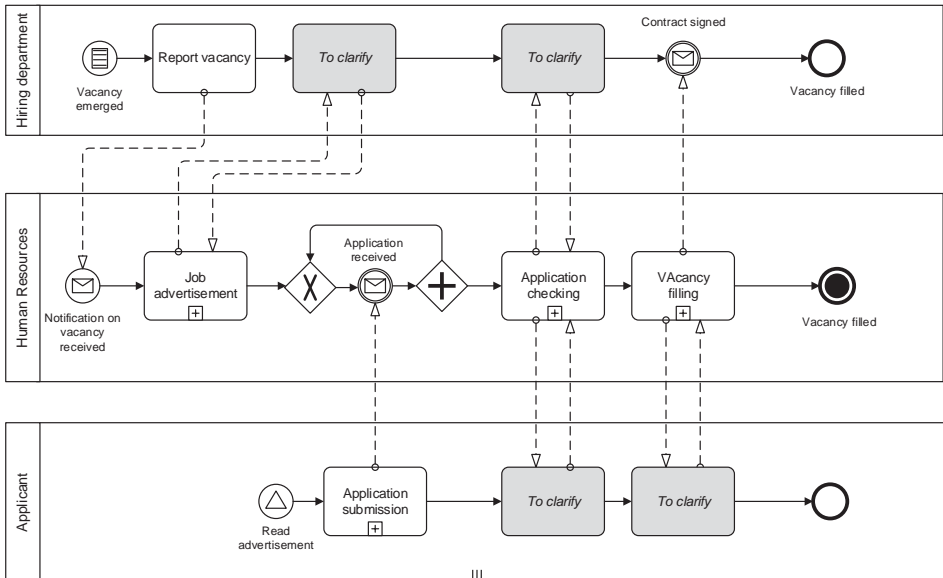 Hiring department
Contract signed
Report vacancy
To clarify
To clarify
Vacancy
emerged
Vacancy filled
Human Resources
Application
received
Job
advertisement
Application
checking
VAcancy
filling
Notification on
vacancy
received
Vacancy filled
Applicant
Application
submission
To clarify
To clarify
Read
advertisement